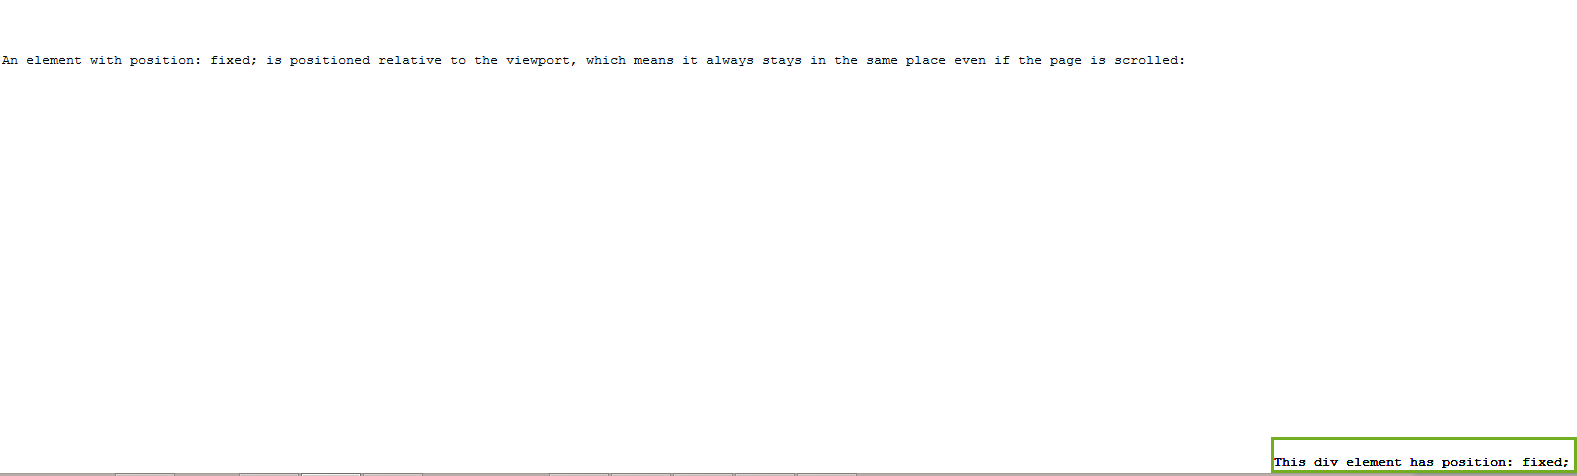 An element with position: fixed; is positioned relative to the viewport, which means it always stays in the same place even if the page is scrolled:
This div element has position: fixed;